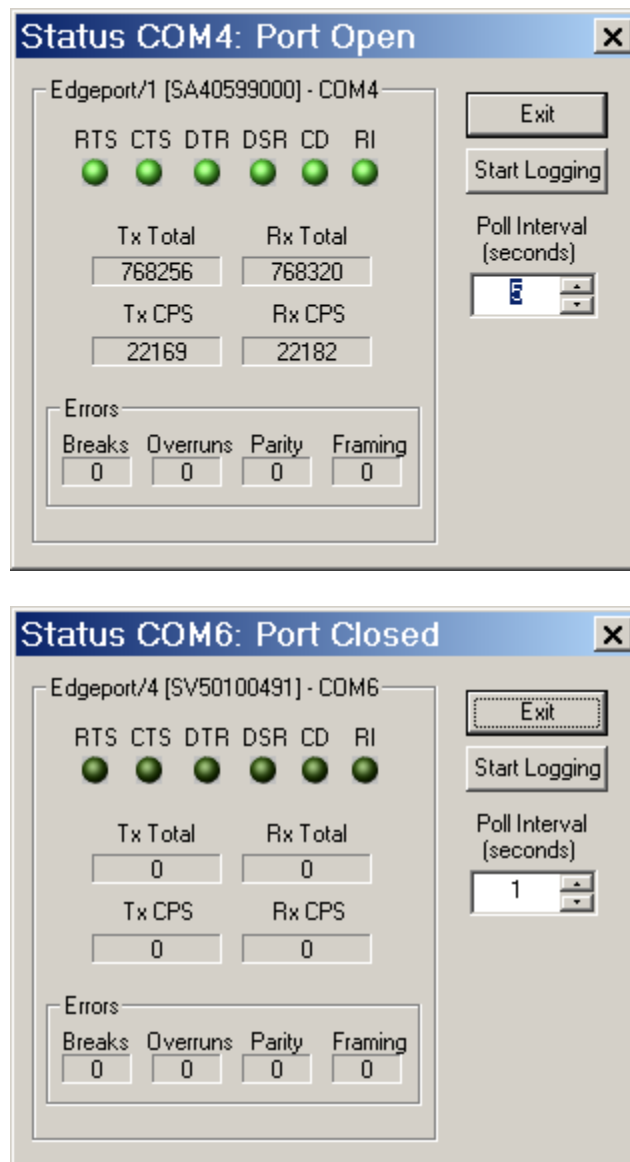 Status COM4: Port Open
Edgeport/1 [SA40599000] - COM4
RTS CTS DTR DSR CD RI
Tx Total Rx Total
768256 768320
Tx CPS Rx CPS
22169 22182
Errors
Breaks Overruns Parity Framing
0 0 0 0
Exit
Start Logging
Poll Interval
(seconds)
5
Status COM6: Port Closed
Edgeport/4 [SV50100491] - COM6
RTS CTS DTR DSR CD RI
Tx Total Rx Total
0 0
Tx CPS Rx CPS
0 0
Errors
Breaks Overruns Parity Framing
0 0 0 0
Exit
Start Logging
Poll Interval
(seconds)
1